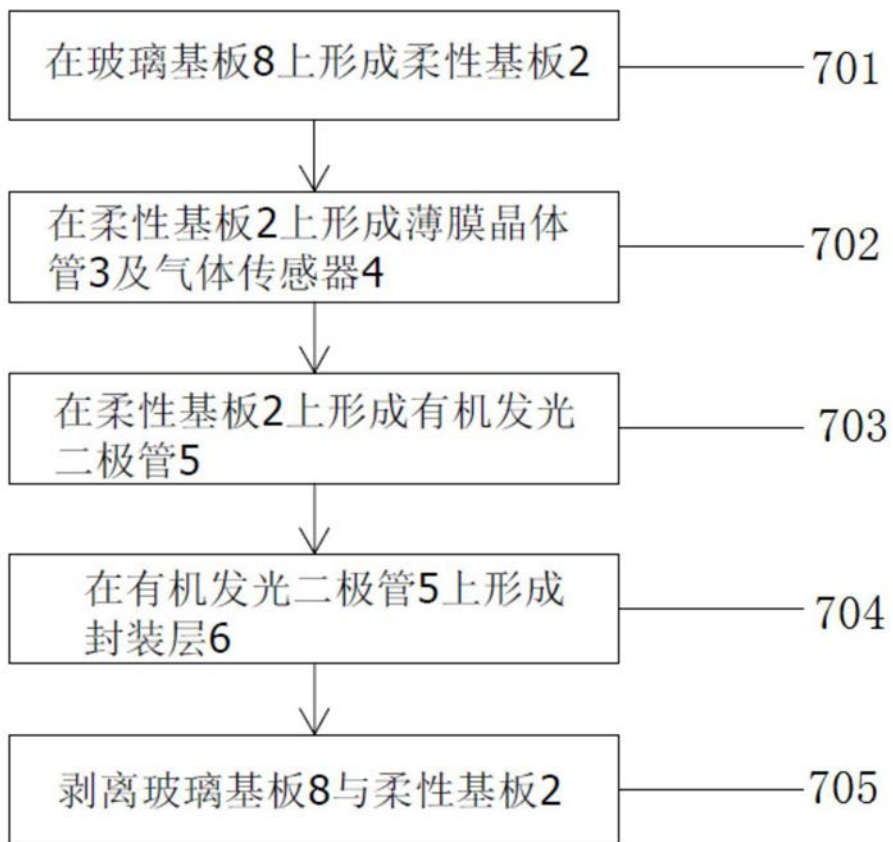 在玻璃基板8上形成柔性基板2
701
在柔性基板2上形成薄膜晶体
管3及气体传感器4
702
在柔性基板2上形成有机发光
二极管5
703
在有机发光二极管5上形成
封装层6
704
剥离玻璃基板8与柔性基板2
705